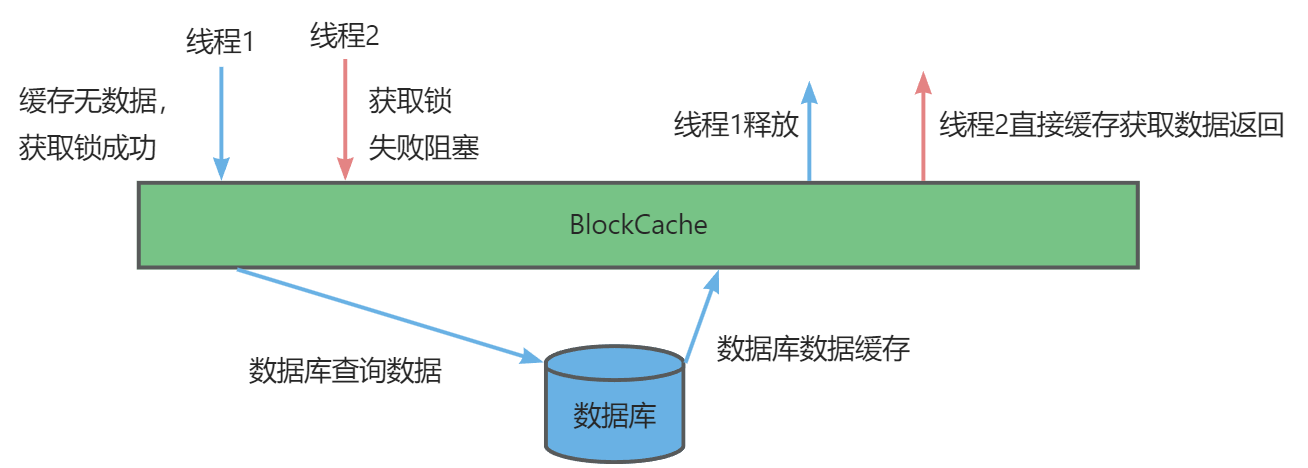 线程1
线程2
缓存无数据，
获取锁成功
获取锁
失败阻塞
线程1释放
线程2直接缓存获取数据返回
BlockCache
数据库查询数据
数据库数据缓存
数据库